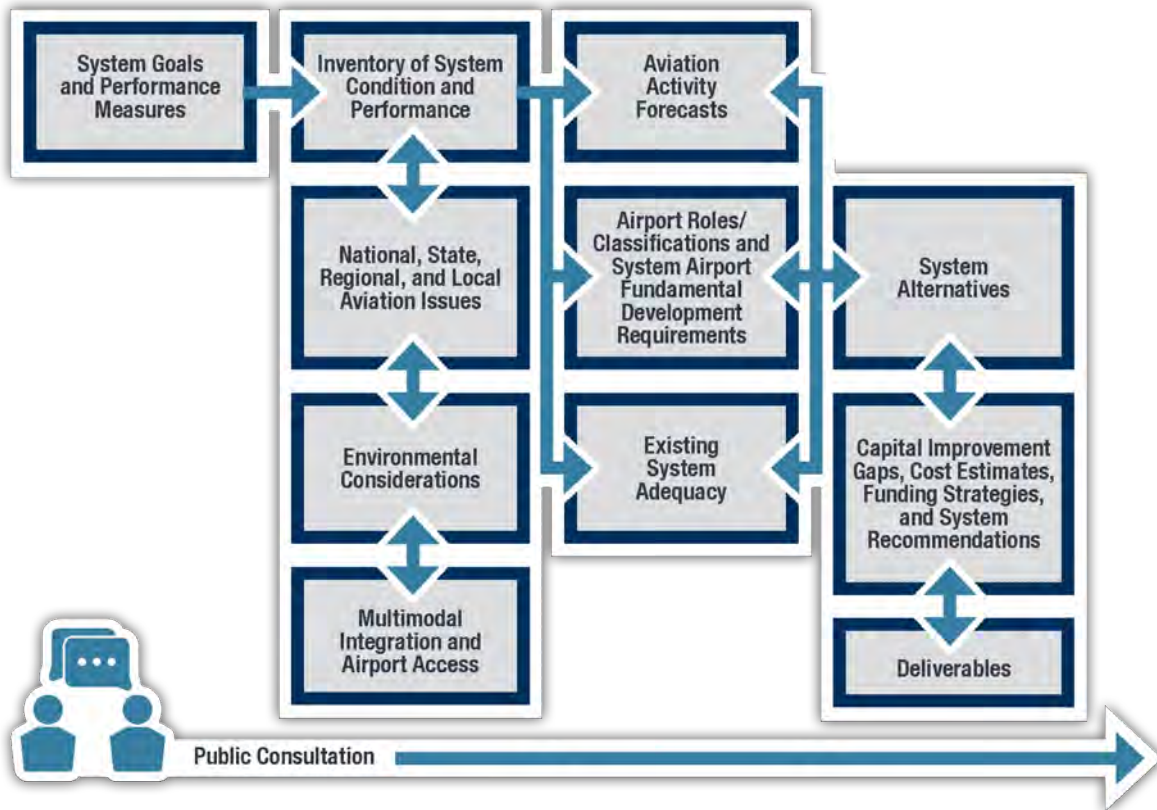 System Goals
and Performance
Measures
Inventory of System
Condition and
Performance
National, State,
Regional, and Local
Aviation Issues
Environmental
Considerations
Multimodal
Integration and
Airport Access
Aviation
Activity
Forecasts
Airport Roles/
Classifications and
System Airport
Fundamental
Development
Requirements
Existing
System
Adequacy
System
Alternatives
Capital Improvement
Gaps, Cost Estimates,
Funding Strategies,
and System
Recommendations
Deliverables
Public Consultation